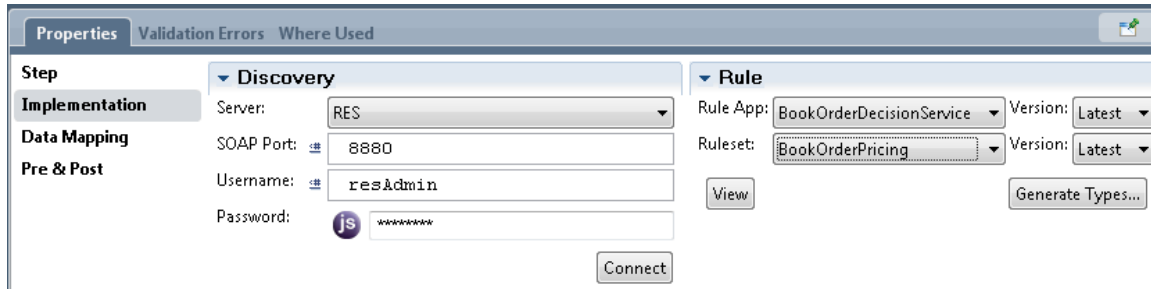 Properties Validation Errors Where Used
Step
Implementation
Data Mapping
Pre & Post
Discovery
Server: RES
SOAP Port: 8880
Username: resAdmin
Password: js ********
Connect
Rule
Rule App: BookOrderDecisionService Version: Latest
Ruleset: BookOrderPricing Version: Latest
View Generate Types...